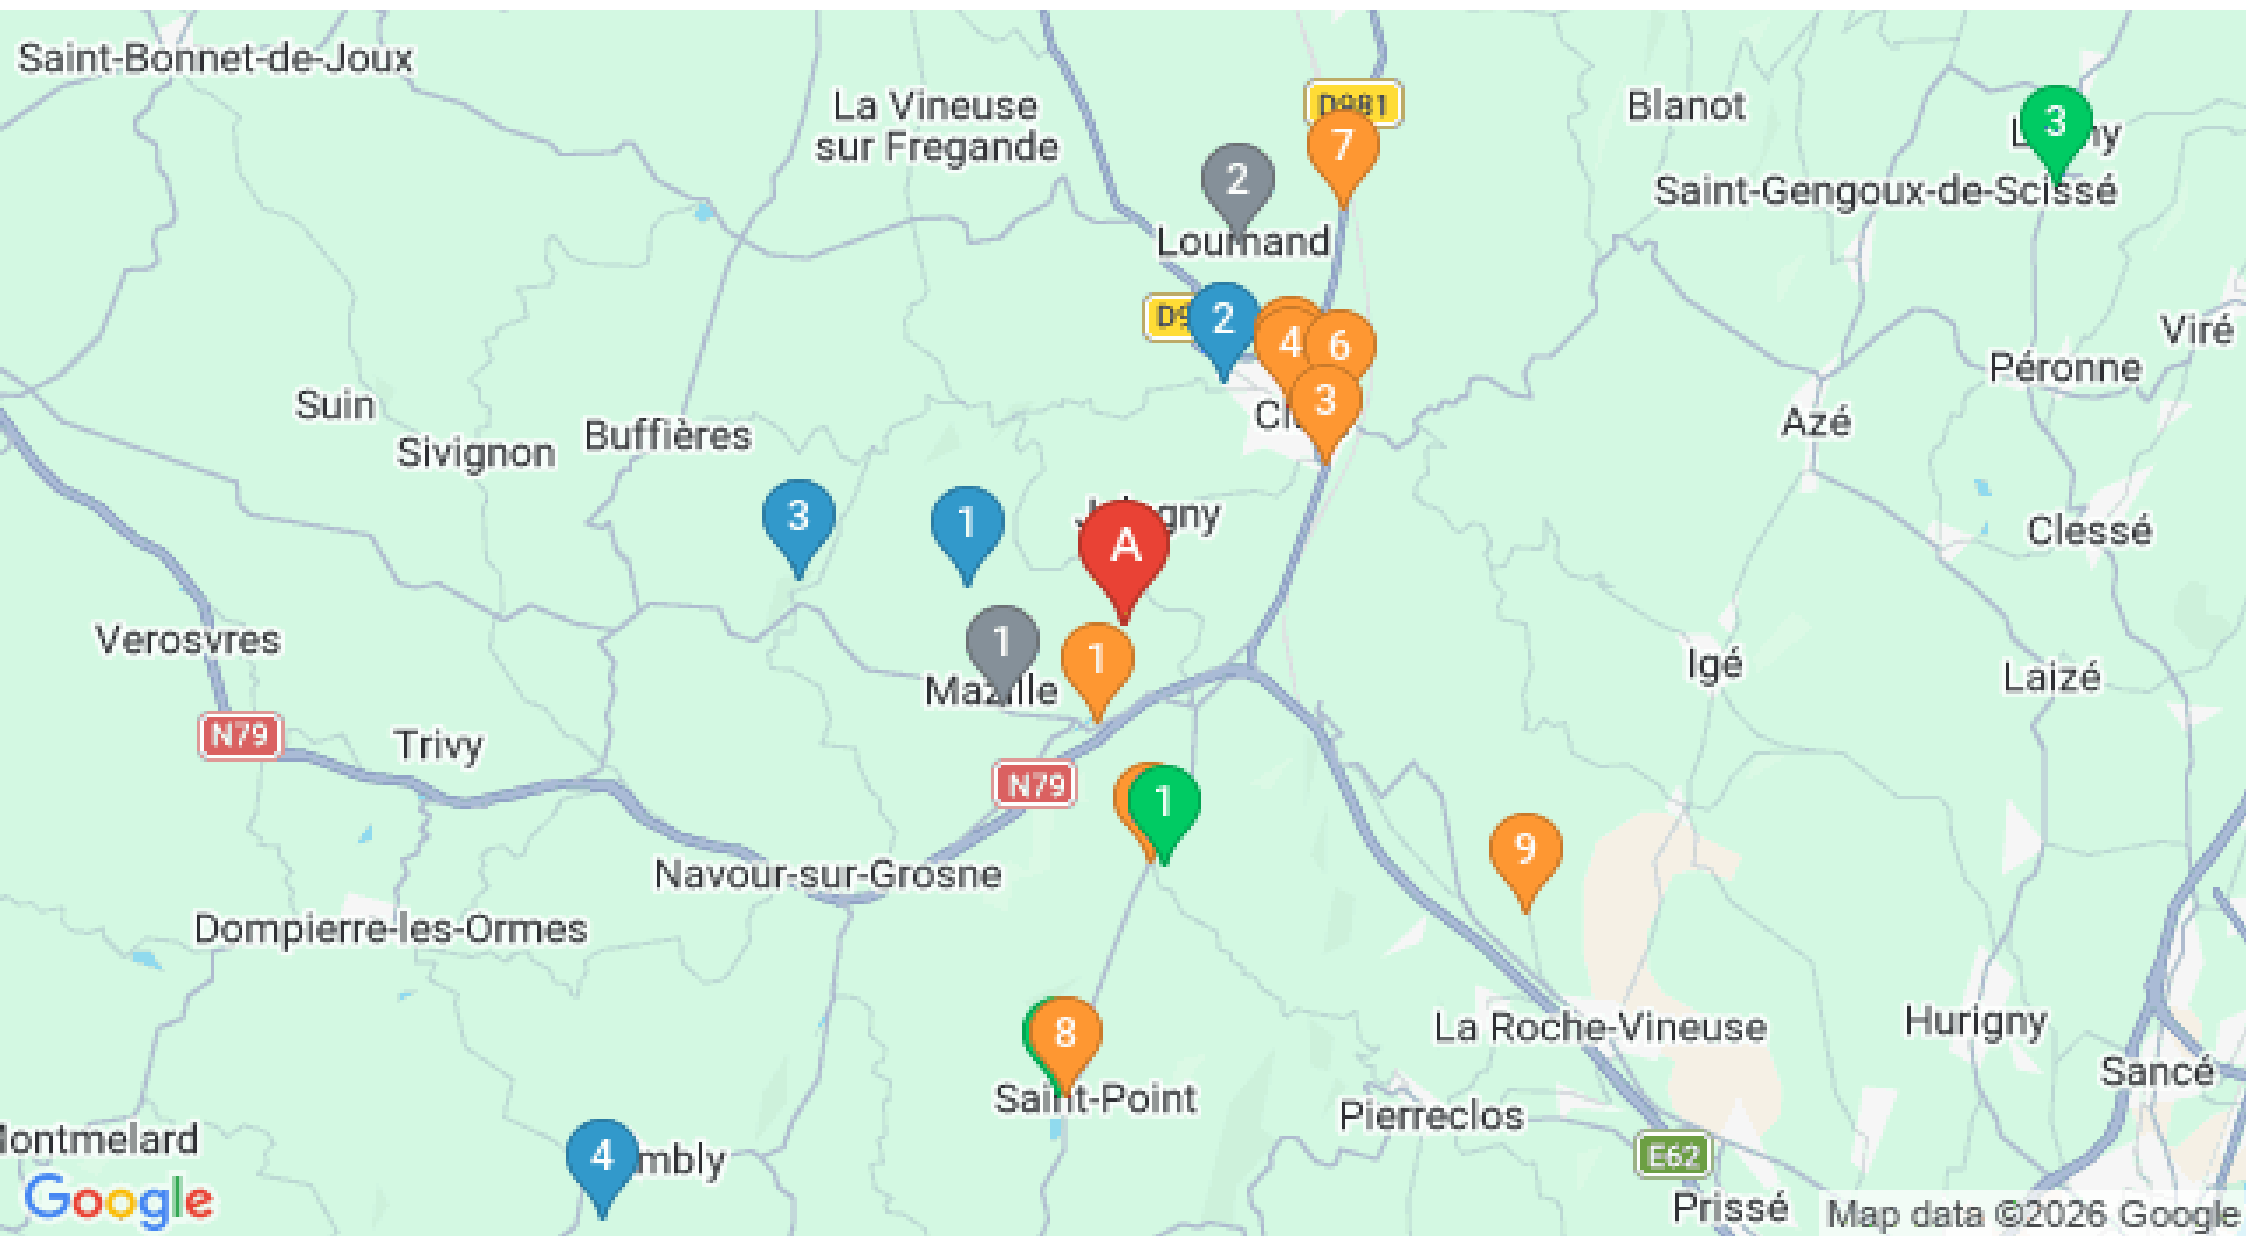 Saint-Bonnet-de-Joux
La Vineuse
sur Fregande
D981
Blanot
3
7
2
Saint-Gengoux-de-Scissé
Lournand
2
4
6
3
Viré
Péronne
Suin
Sivignon
Buffières
Azé
3
1
A
Clessé
Verosvres
1
Mazille
1
Igé
Laizé
N79
Trivy
N79
1
9
Navour-sur-Grosne
Dompierre-les-Ormes
8
La Roche-Vineuse
Hurigny
Saint-Point
Sancé
Pierreclos
4
E62
Prissé
Google
Map data ©2026 Google